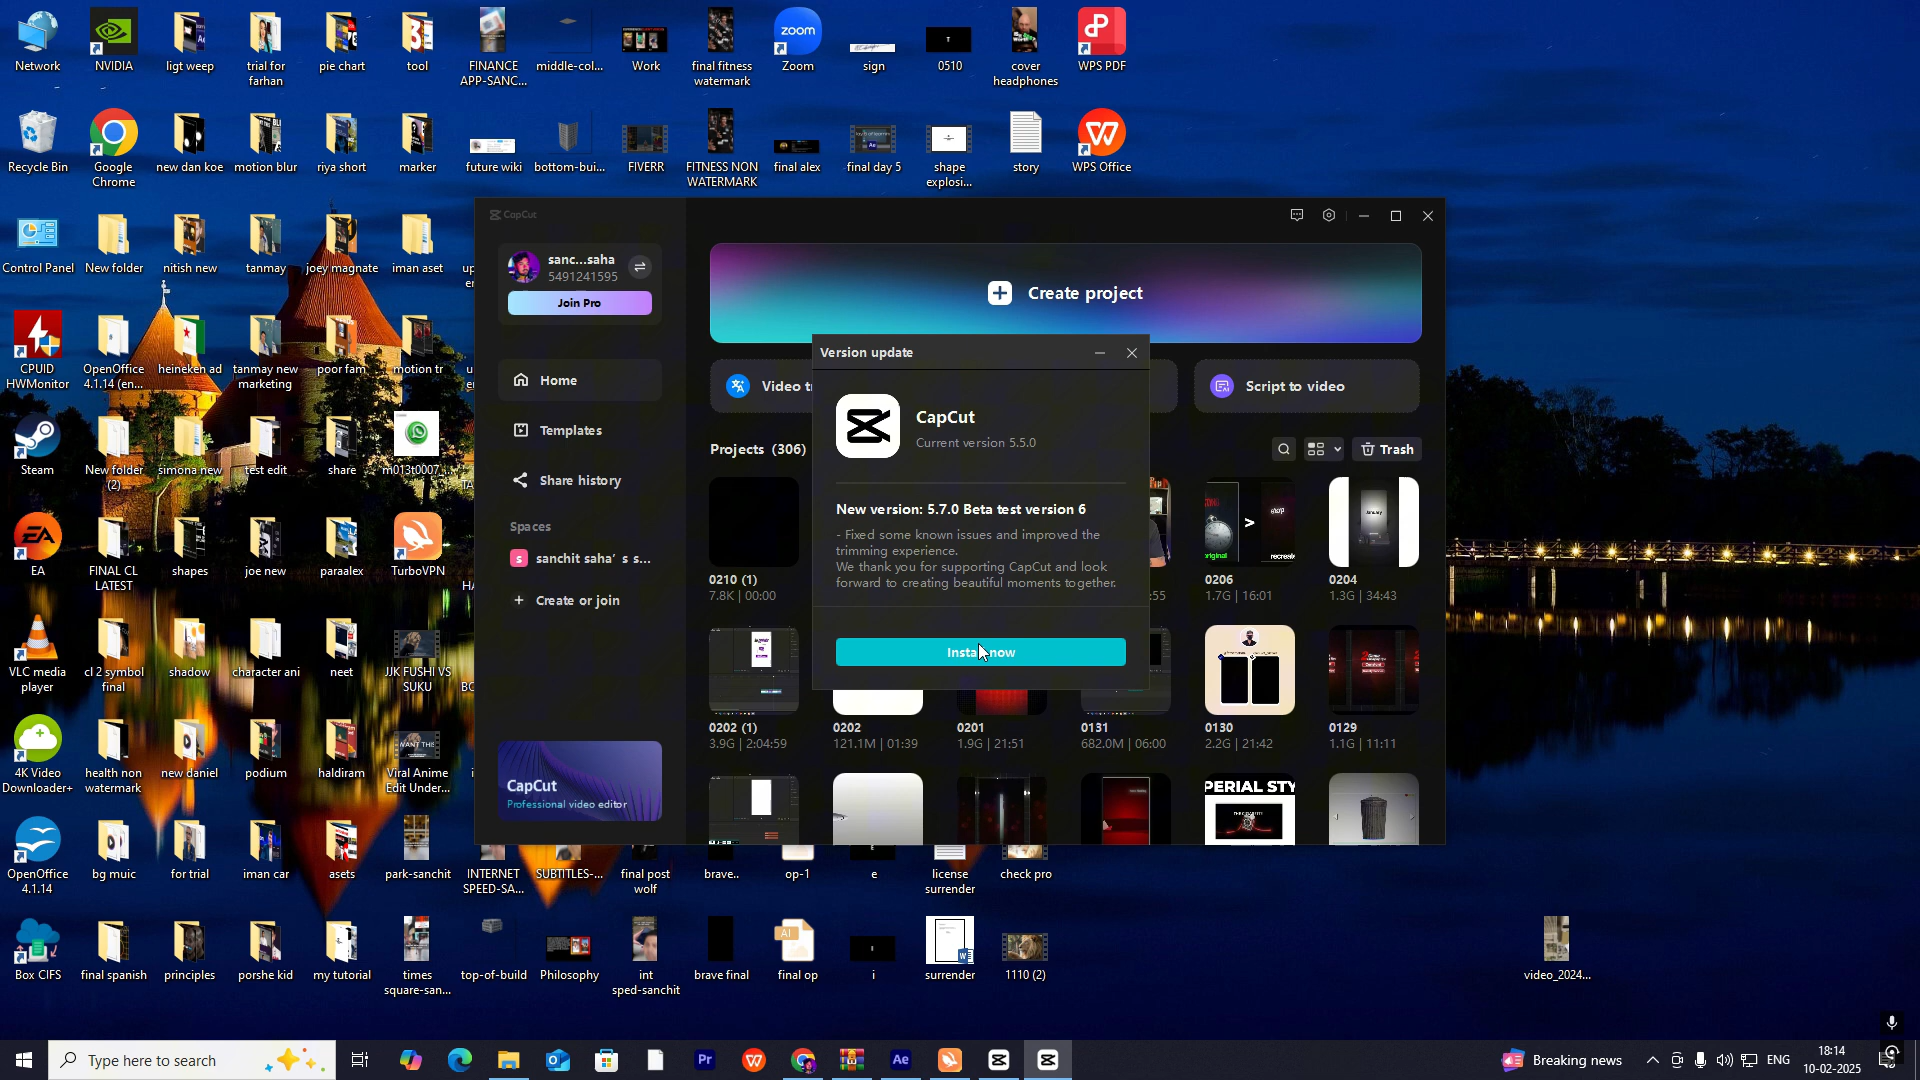 Network
NVIDIA
ligt weep
trial for
farhan
pie chart
tool
FINANCE
APP-SANC...
middle-col...
Work
final fitness
watermark
Zoom
sign
0510
cover
headphones
WPS PDF
Recycle Bin
Google
Chrome
new dan koe
motion blur
riya short
marker
future wiki
bottom-bui...
FIVERR
FITNESS NON
WATERMARK
final alex
final day 5
shape
explosi...
story
WPS Office
Control Panel
New folder
nitish new
tanmay
joey magnate
iman aset
CPUID
HWMonitor
OpenOffice
4.1.14 (en...
heineken ad
tanmay new
marketing
poor fam
motion tr
Steam
New folder
(2)
simona new
test edit
share
m013t0007_...
EA
FINAL CL
LATEST
shapes
joe new
paraalex
TurboVPN
VLC media
player
cl 2 symbol
final
shadow
character ani
neet
JJK FUSHI VS
SUKU
4K Video
Downloader+
health non
watermark
new daniel
podium
haldiram
Viral Anime
Edit Under...
OpenOffice
4.1.14
bg muic
for trial
iman car
asets
park-sanchit
INTERNET
SPEED-SA...
SUBTITLES-...
final post
wolf
brave..
op-1
e
license
surrender
check pro
Box CIFS
final spanish
principles
porshe kid
my tutorial
times
square-san...
top-of-build
Philosophy
int
sped-sanchit
brave final
final op
i
surrender
1110 (2)
video_2024...
CapCut
sanc...saha
5491241595
Join Pro
Home
Templates
Share history
Spaces
s
sanchit saha' s s...
+ Create or join
CapCut
Professional video editor
Create project
Video t
Script to video
Projects (306)
Trash
0210 (1)
7.8K | 00:00
0206
1.7G | 16:01
0204
1.3G | 34:43
0202 (1)
3.9G | 2:04:59
0202
121.1M | 01:39
0201
1.9G | 21:51
0131
682.0M | 06:00
0130
2.2G | 21:42
0129
1.1G | 11:11
Version update
CapCut
Current version 5.5.0
New version: 5.7.0 Beta test version 6
- Fixed some known issues and improved the
trimming experience.
We thank you for supporting CapCut and look
forward to creating beautiful moments together.
Install now
Type here to search
Breaking news
ENG
18:14
10-02-2025